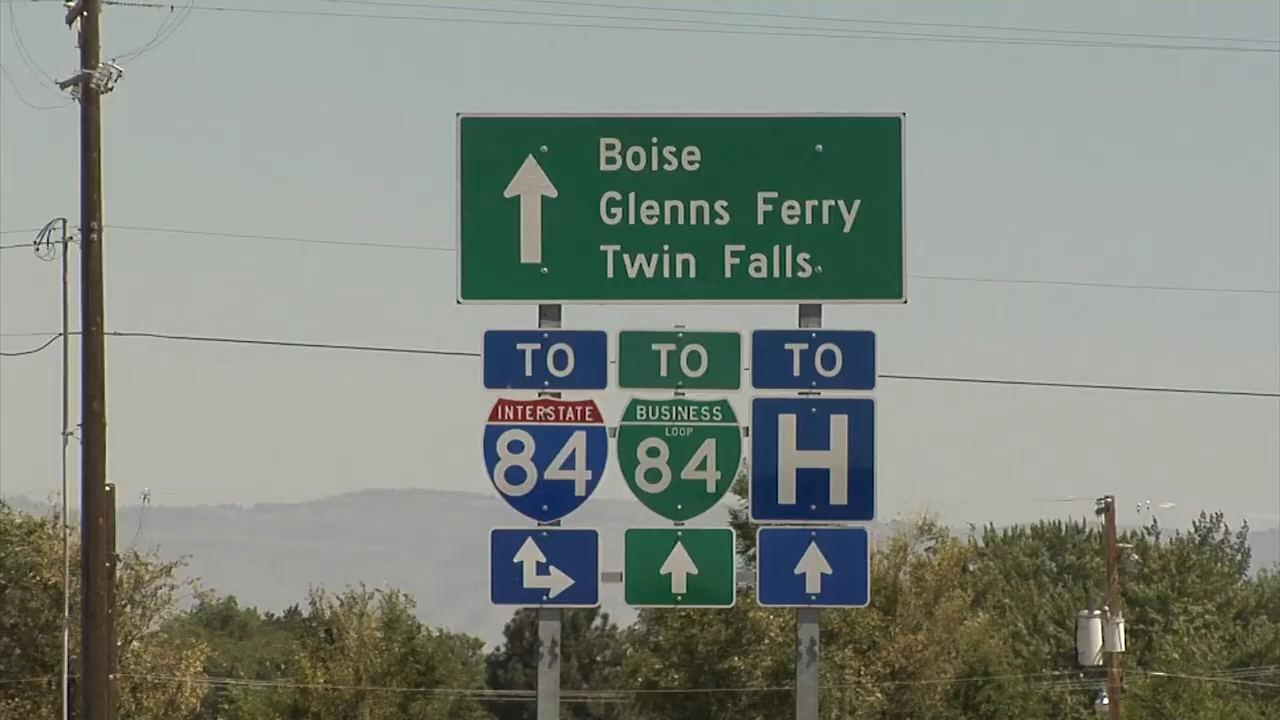 Boise
Glenns Ferry
Twin Falls
TO
TO
TO
INTERSTATE
84
BUSINESS
LOOP
84
H